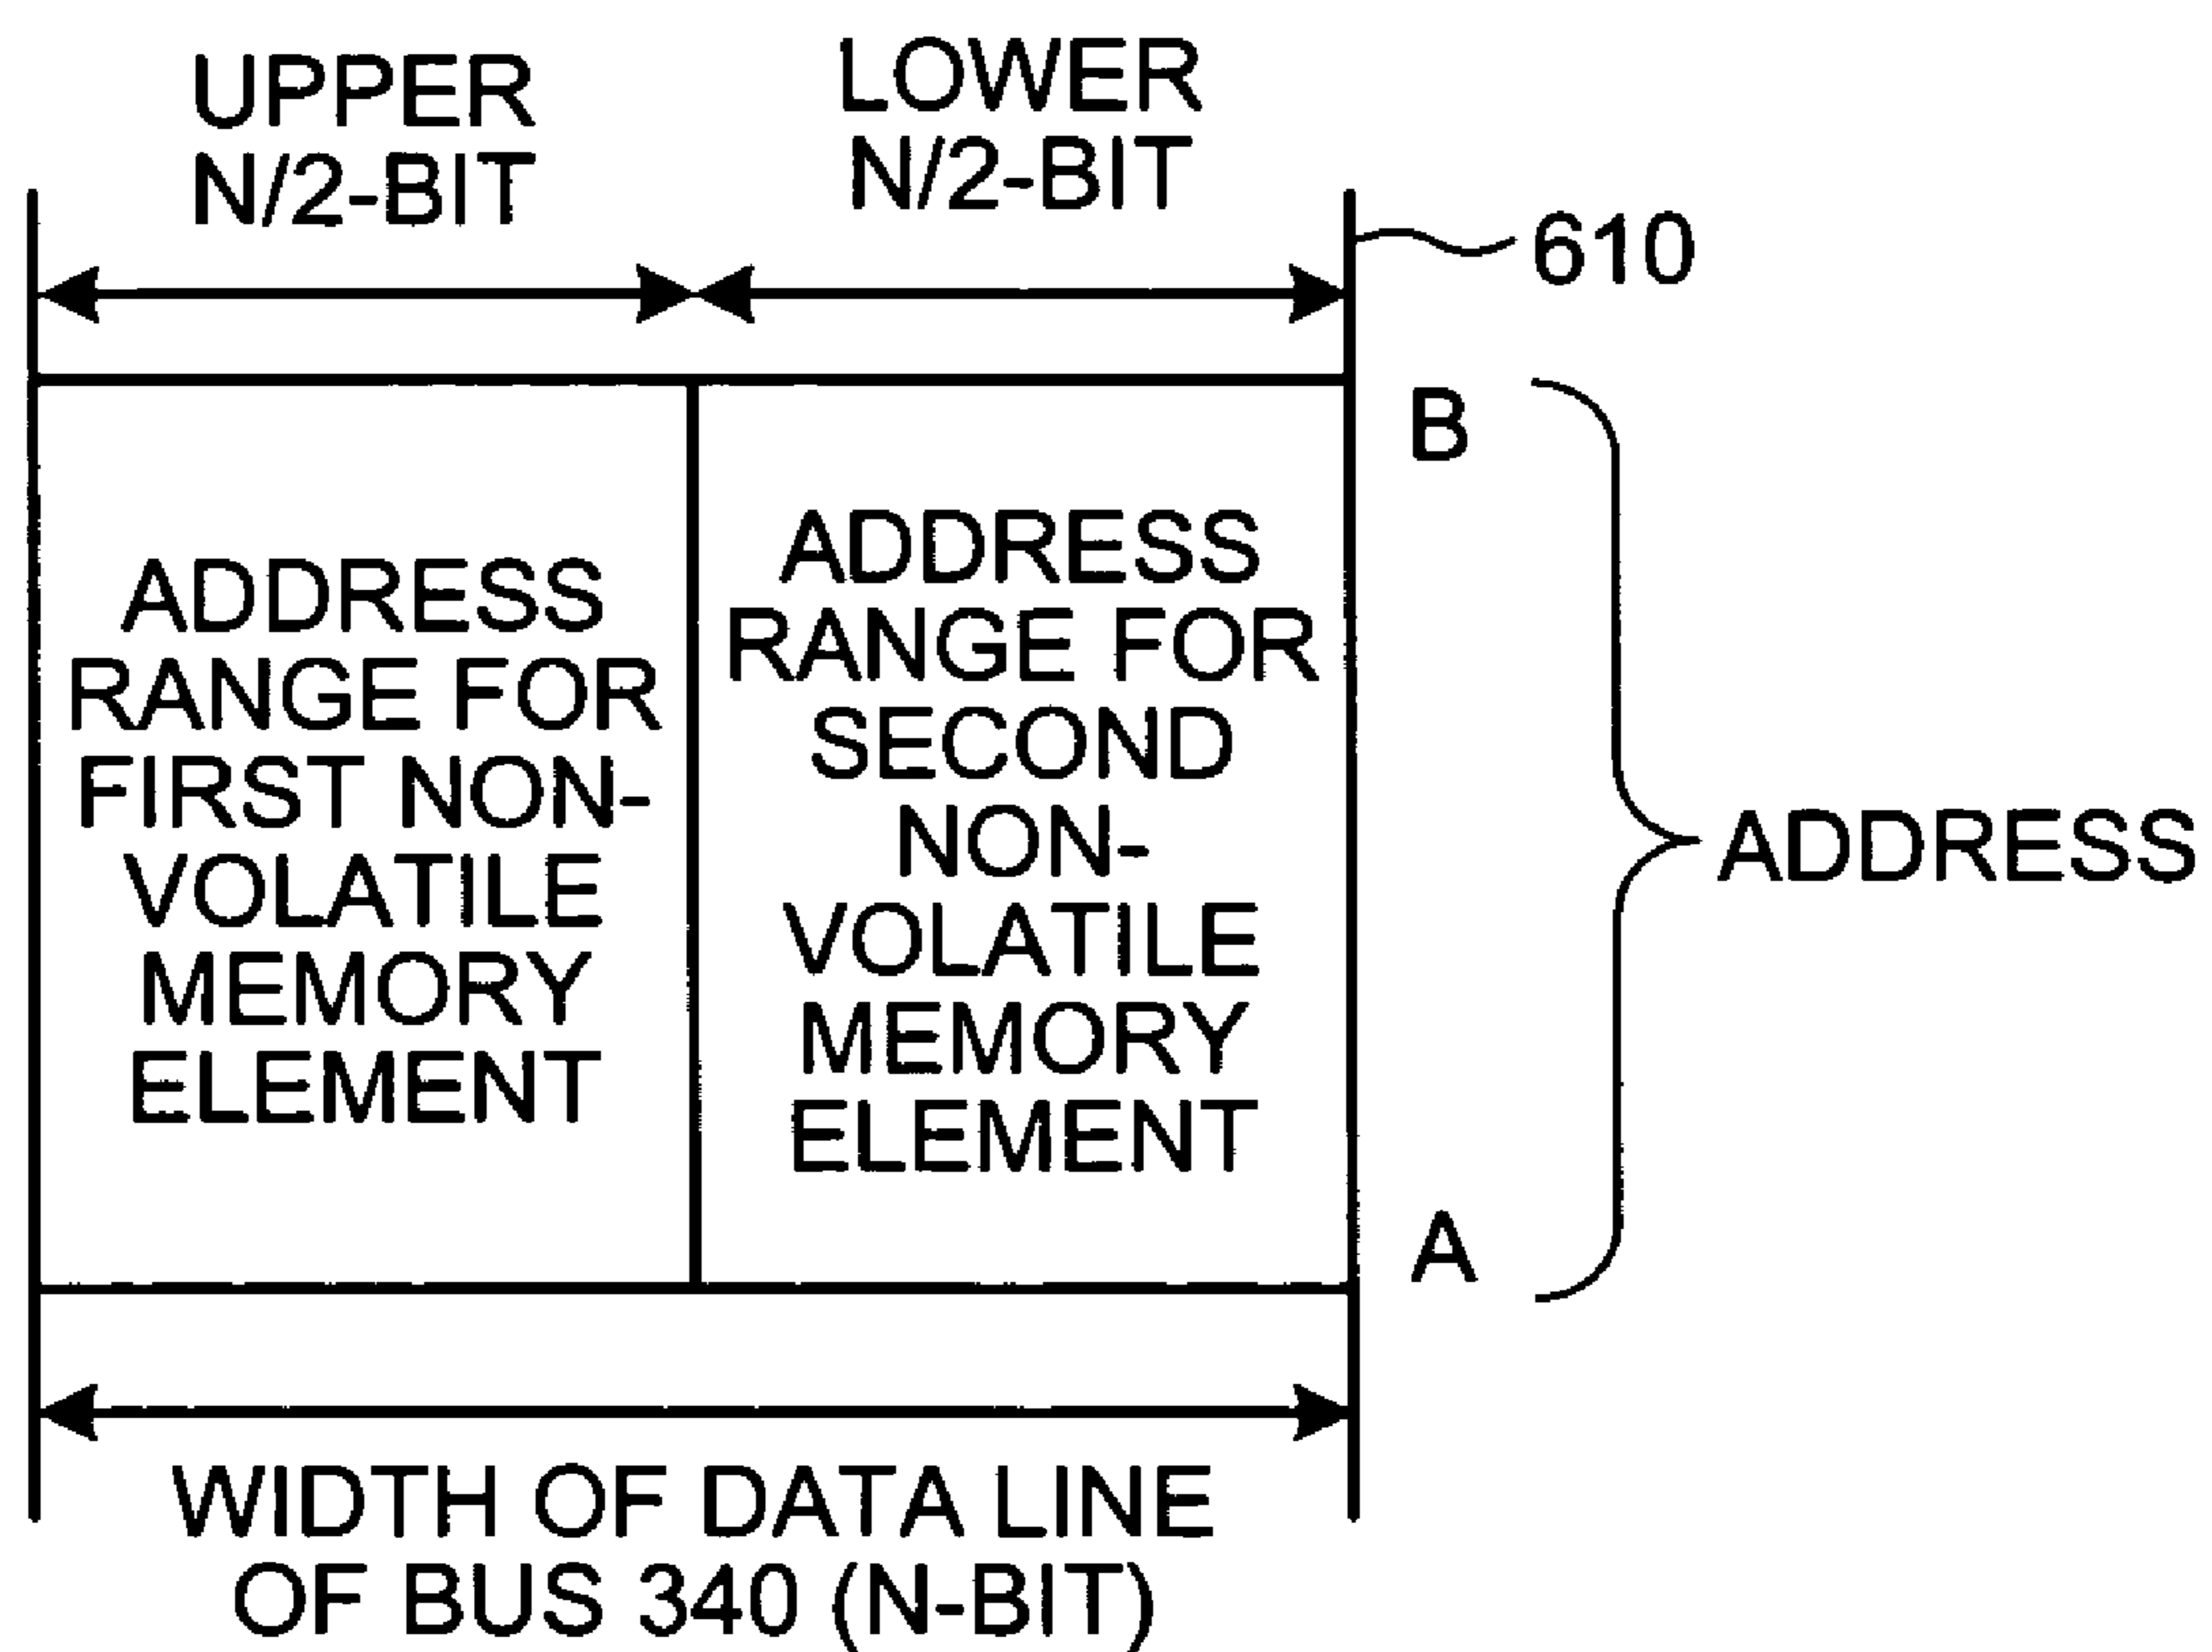 UPPER
N/2-BIT
LOWER
N/2-BIT
610
B
ADDRESS
RANGE FOR
FIRST NON-
VOLATILE
MEMORY
ELEMENT
ADDRESS
RANGE FOR
SECOND
NON-
VOLATILE
MEMORY
ELEMENT
ADDRESS
A
WIDTH OF DATA LINE
OF BUS 340 (N-BIT)